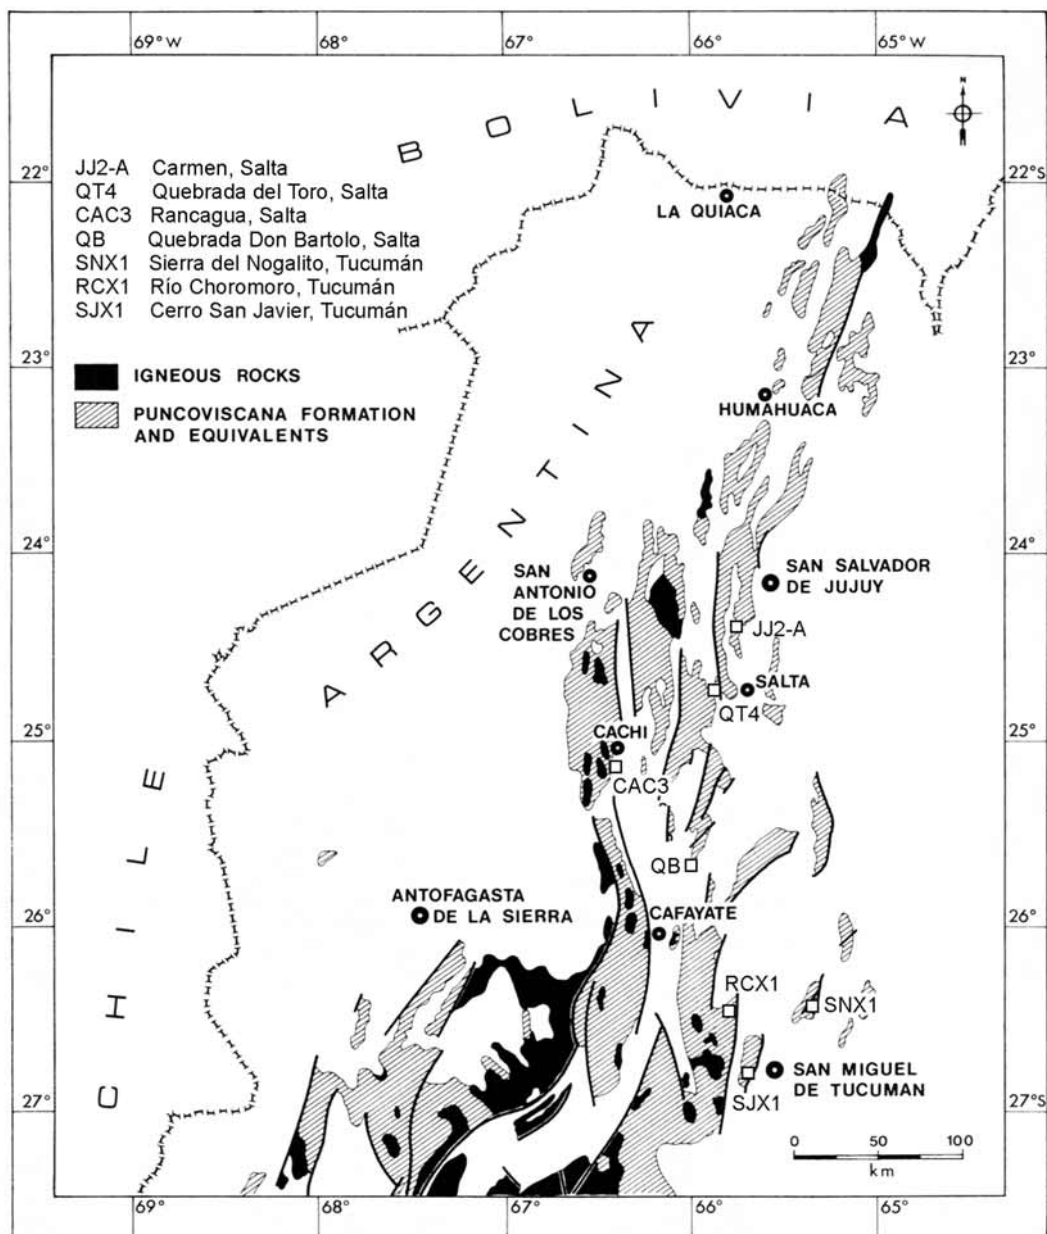 69° W 68° 67° 66° 65°W
N
BOLIVIA
22° 22°S
JJ2-A Carmen, Salta
QT4 Quebrada del Toro, Salta
CAC3 Rancagua, Salta
QB Quebrada Don Bartolo, Salta
SNX1 Sierra del Nogalito, Tucumán
RCX1 Río Choromoro, Tucumán
SJX1 Cerro San Javier, Tucumán
LA QUIACA
23° 23°
IGNEOUS ROCKS
PUNCOVISCANA FORMATION
AND EQUIVALENTS
HUMAHUACA
ARGENTINA
24° 24°
SAN
ANTONIO
DE LOS
COBRES
SAN SALVADOR
DE JUJUY
JJ2-A
SALTA
QT4
25° 25°
CACHI
CAC3
CHILE
QB
ANTOFAGASTA
DE LA SIERRA
CAFAYATE
26° 26°
RCX1
SNX1
SAN MIGUEL
DE TUCUMAN
SJX1
27° 27°S
0 50 100
km
69° 68° 67° 66° 65°